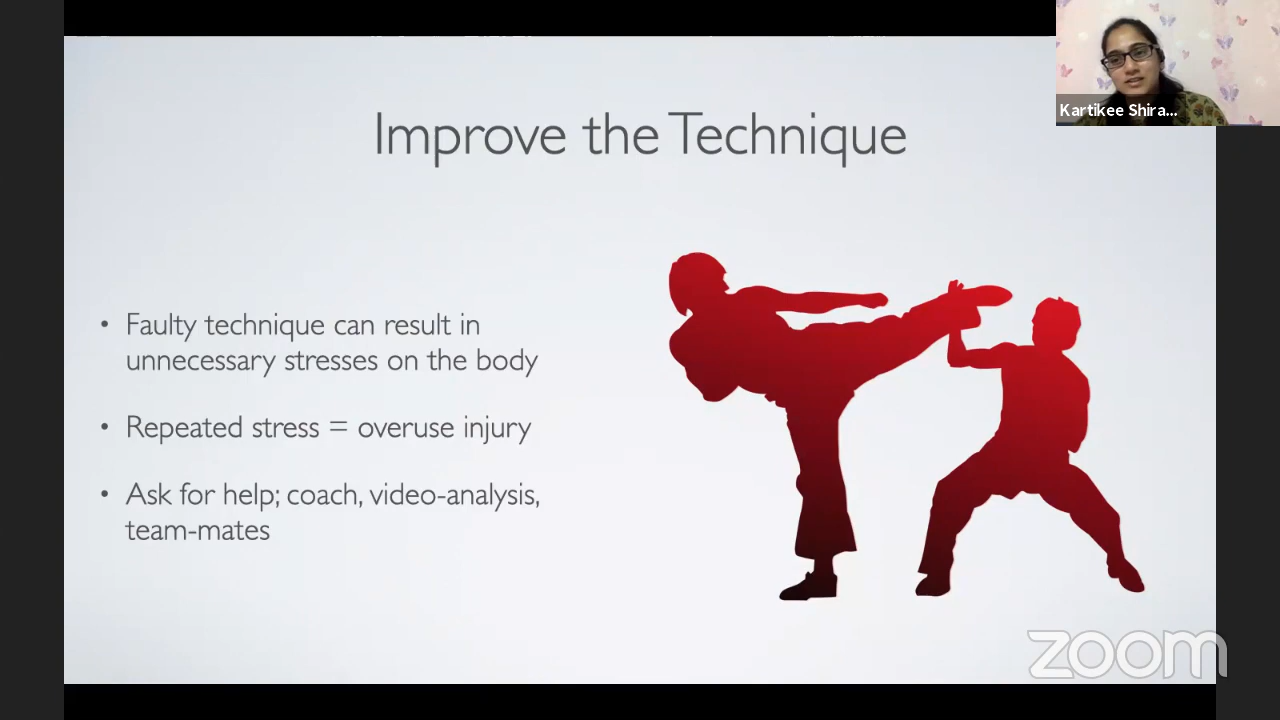 Kartikee Shira...
Improve the Technique
• Faulty technique can result in
unnecessary stresses on the body
• Repeated stress = overuse injury
• Ask for help; coach, video-analysis,
team-mates
zoom